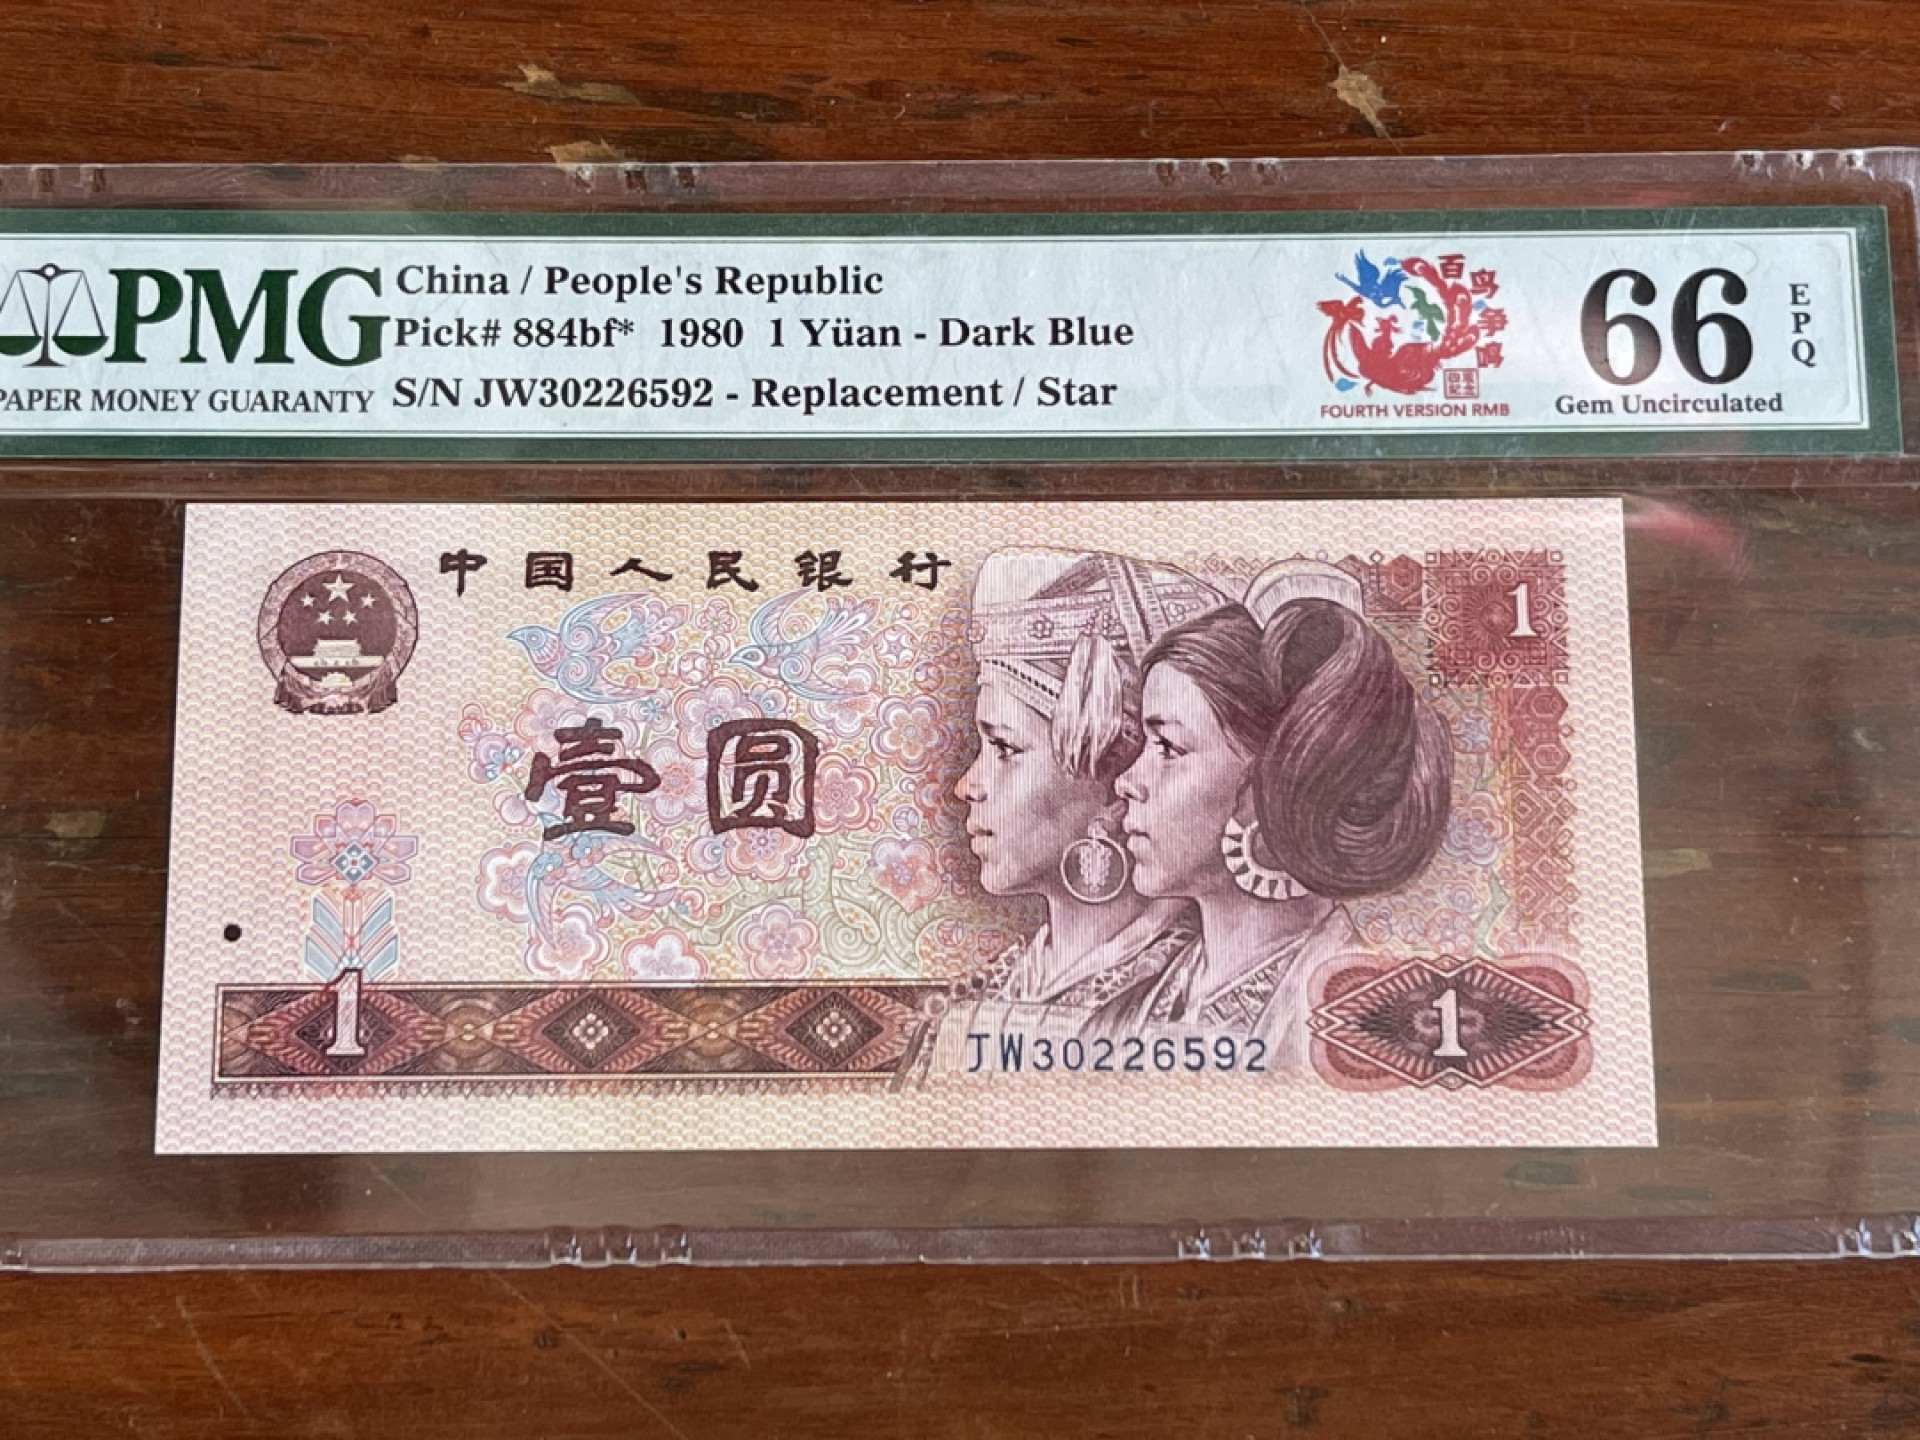 PMG
PAPER MONEY GUARANTY
China / People's Republic
Pick# 884bf* 1980 1 Yüan - Dark Blue
S/N JW30226592 - Replacement / Star
百鸟争鸣
FOURTH VERSION RMB
66
EPQ
Gem Uncirculated
中国人民银行
1
壹圆
1
JW30226592
1